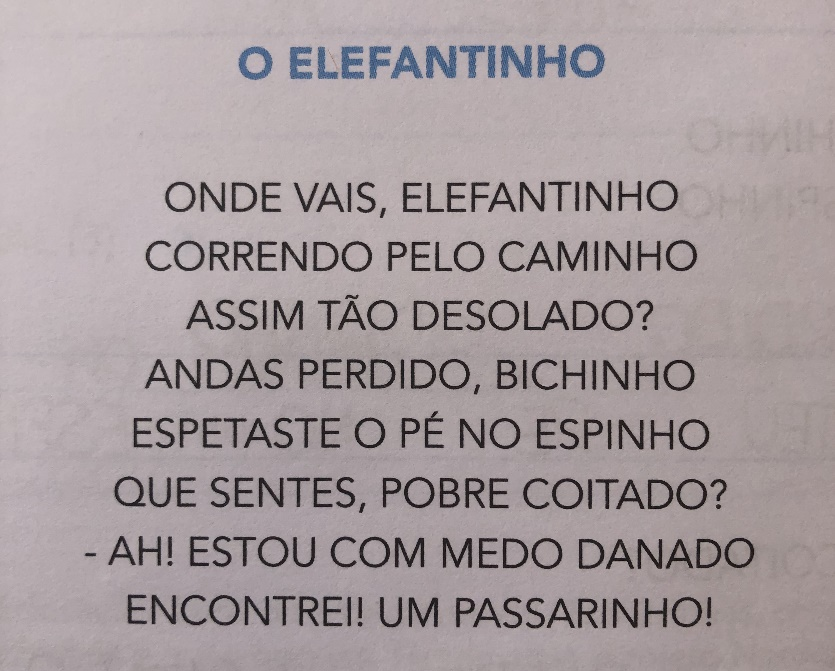 O ELEFANTINHO
ONDE VAIS, ELEFANTINHO
CORRENDO PELO CAMINHO
ASSIM TÃO DESOLADO?
ANDAS PERDIDO, BICHINHO
ESPETASTE O PÉ NO ESPINHO
QUE SENTES, POBRE COITADO?
- AH! ESTOU COM MEDO DANADO
ENCONTREI! UM PASSARINHO!